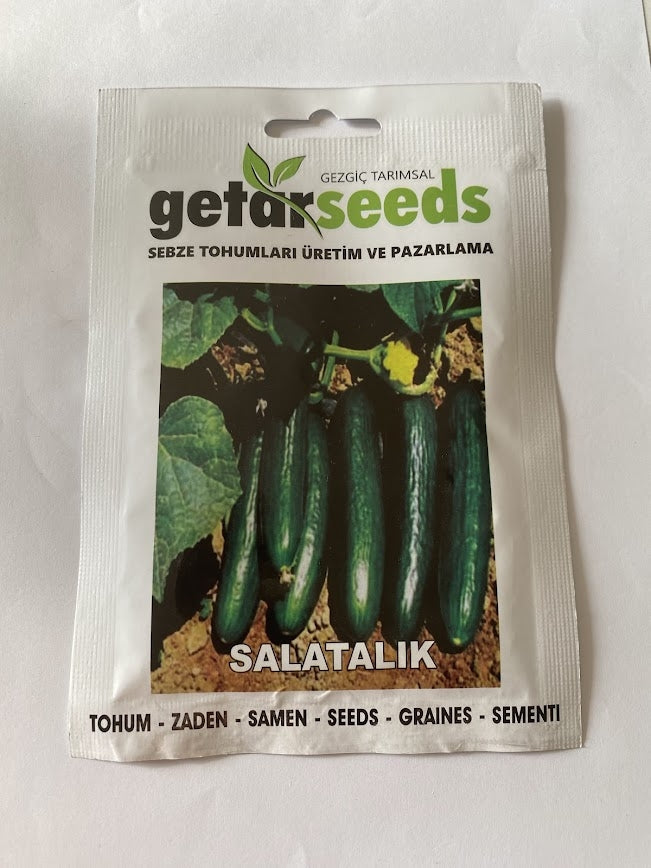 GEZGİÇ TARIMSAL
getarseeds
SEBZE TOHUMLARI ÜRETİM VE PAZARLAMA
SALATALIK
TOHUM - ZADEN - SAMEN - SEEDS - GRAINES - SEMENTI